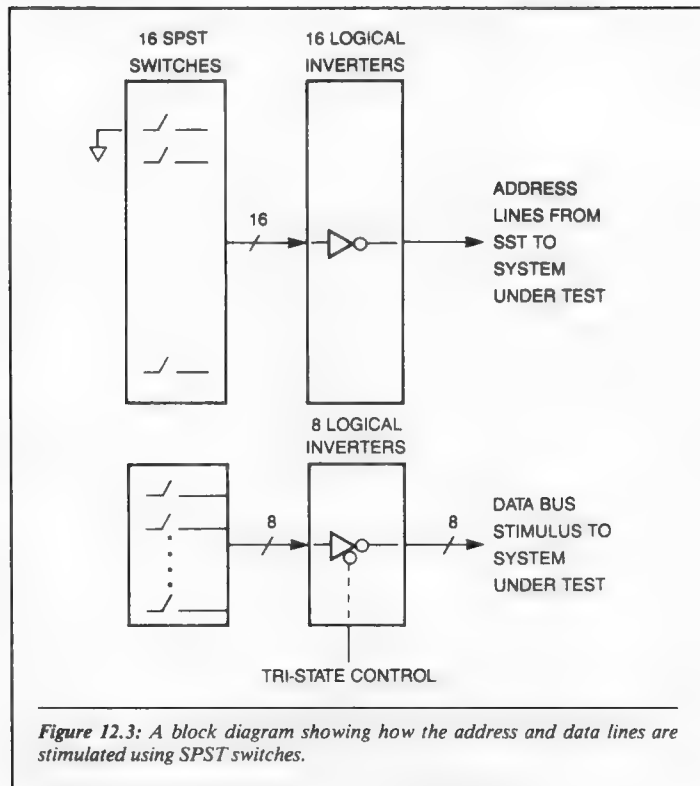 16 SPST
SWITCHES
16 LOGICAL
INVERTERS
16
ADDRESS
LINES FROM
SST TO
SYSTEM
UNDER TEST
8 LOGICAL
INVERTERS
8
8
DATA BUS
STIMULUS TO
SYSTEM
UNDER TEST
TRI-STATE CONTROL
Figure 12.3: A block diagram showing how the address and data lines are
stimulated using SPST switches.